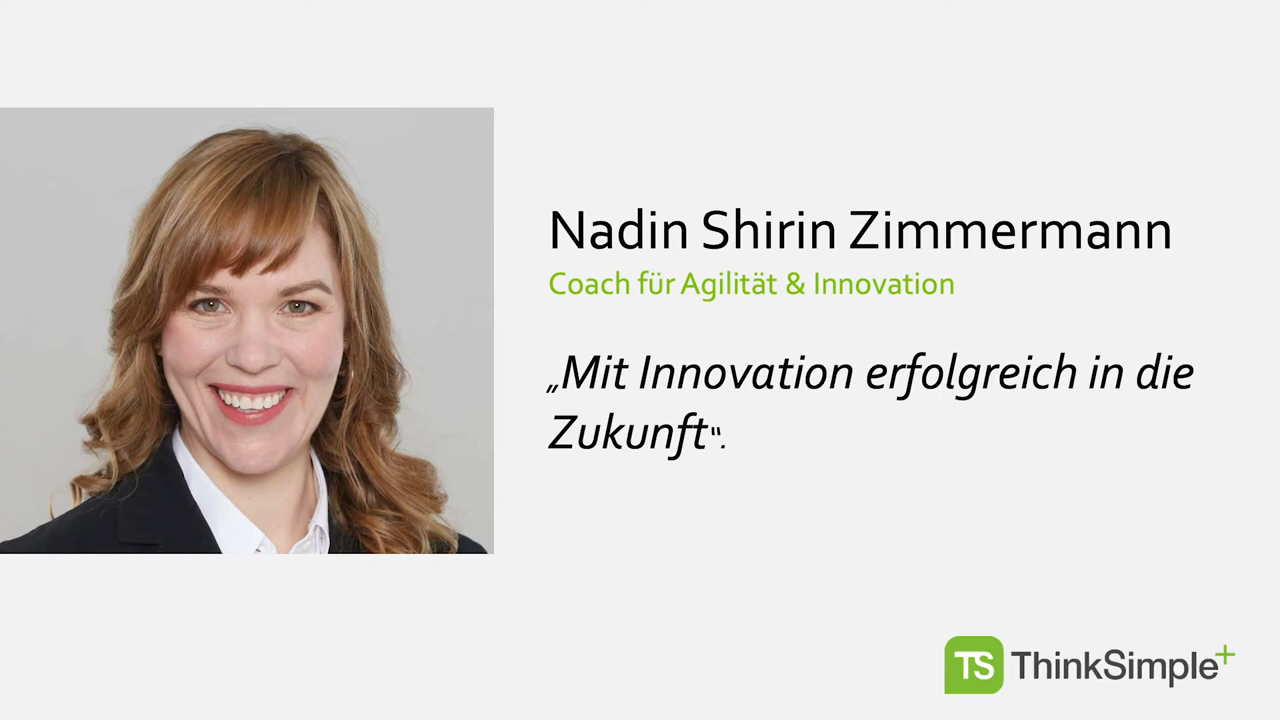 Nadin Shirin Zimmermann
Coach für Agilität & Innovation
„Mit Innovation erfolgreich in die
Zukunft“.
TS ThinkSimple+